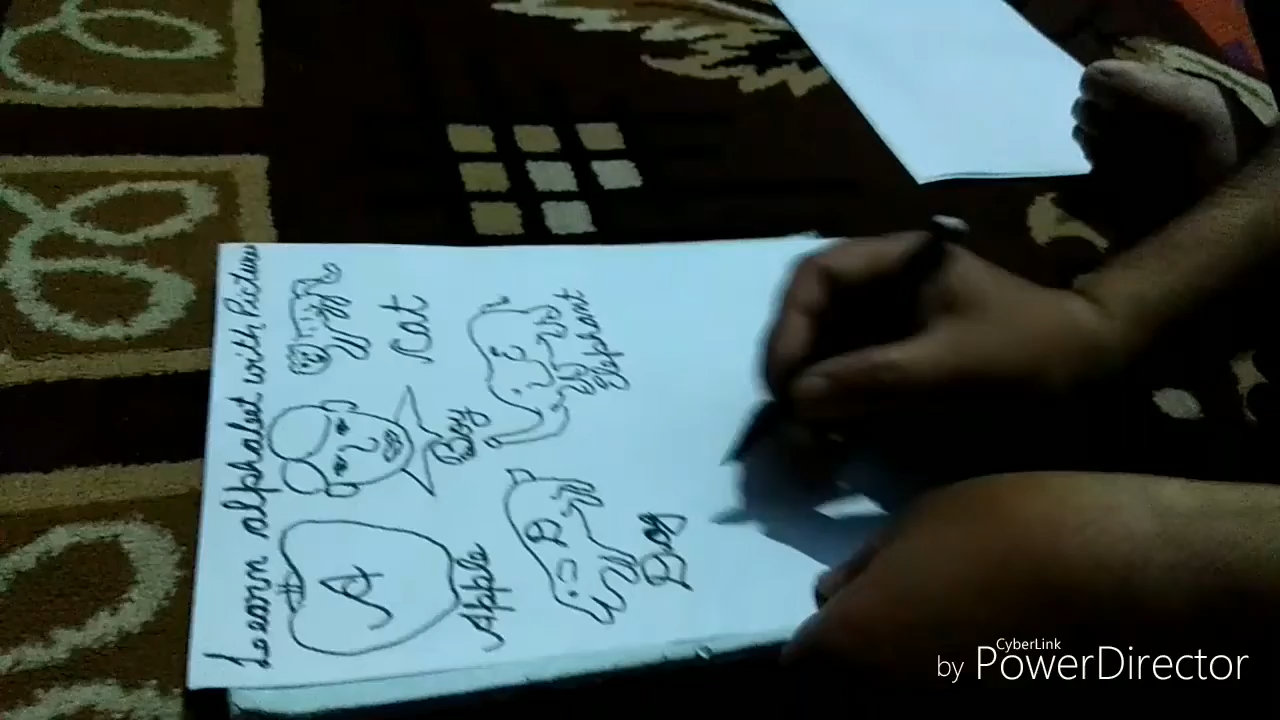 Learn alphabet with Picture
A
Apple
Boy
Cat
D
Dog
E
Elephant
CyberLink
by PowerDirector